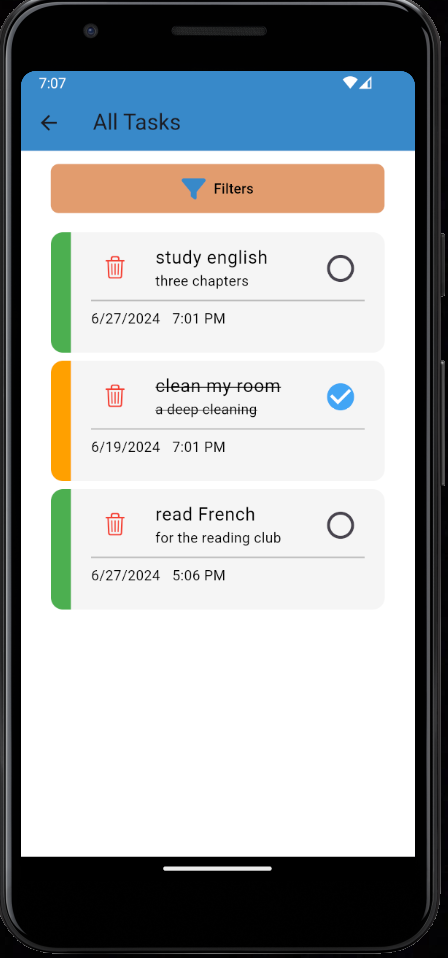 7:07
All Tasks
Filters
study english
three chapters
6/27/2024 7:01 PM
clean my room
a deep cleaning
6/19/2024 7:01 PM
read French
for the reading club
6/27/2024 5:06 PM